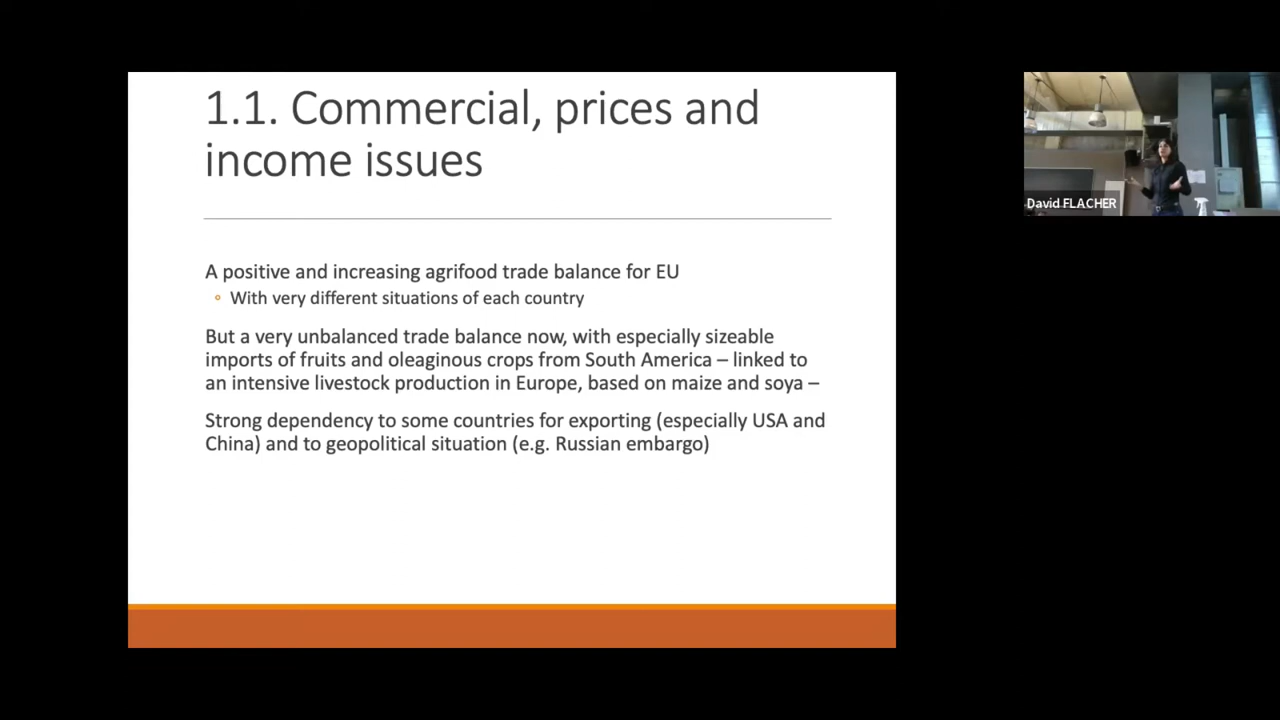 1.1. Commercial, prices and
income issues
A positive and increasing agrifood trade balance for EU
With very different situations of each country
But a very unbalanced trade balance now, with especially sizeable
imports of fruits and oleaginous crops from South America – linked to
an intensive livestock production in Europe, based on maize and soya –
Strong dependency to some countries for exporting (especially USA and
China) and to geopolitical situation (e.g. Russian embargo)
David FLACHER